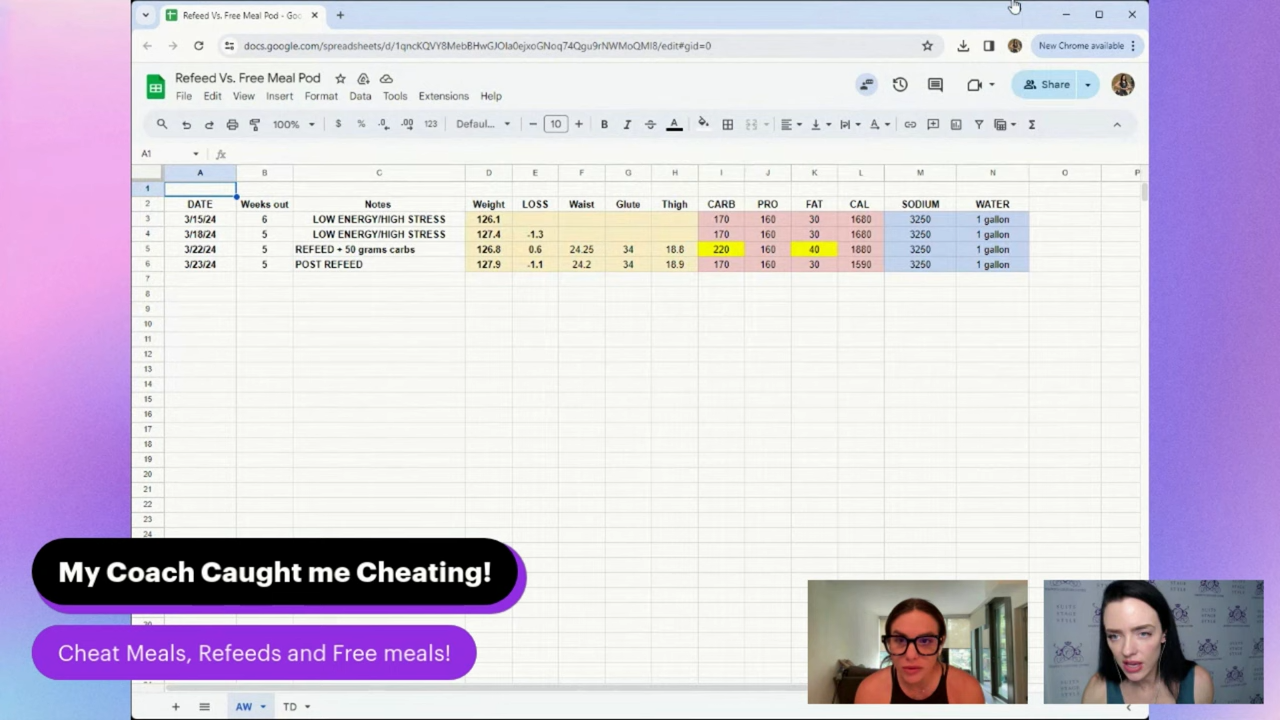 Refeed Vs. Free Meal Pod - Goo
docs.google.com/spreadsheets/d/1qncKQVY8MebBHwGJOla0ejxoGNoq74Qgu9rNWMoQMI8/edit#gid=0
New Chrome available
Refeed Vs. Free Meal Pod
File Edit View Insert Format Data Tools Extensions Help
Share
100% $ % .0 .00 123 Defaul... 10 B I A
A1 fx
A B C D E F G H I J K L M N O P
1
2 DATE Weeks out Notes Weight LOSS Waist Glute Thigh CARB PRO FAT CAL SODIUM WATER
3 3/15/24 6 LOW ENERGY/HIGH STRESS 126.1 170 160 30 1680 3250 1 gallon
4 3/18/24 5 LOW ENERGY/HIGH STRESS 127.4 -1.3 170 160 30 1680 3250 1 gallon
5 3/22/24 5 REFEED + 50 grams carbs 126.8 0.6 24.25 34 18.8 220 160 40 1880 3250 1 gallon
6 3/23/24 5 POST REFEED 127.9 -1.1 24.2 34 18.9 170 160 30 1590 3250 1 gallon
7
8
9
10
11
12
13
14
15
16
17
18
19
20
21
22
23
24
My Coach Caught me Cheating!
Cheat Meals, Refeeds and Free meals!
AW TD